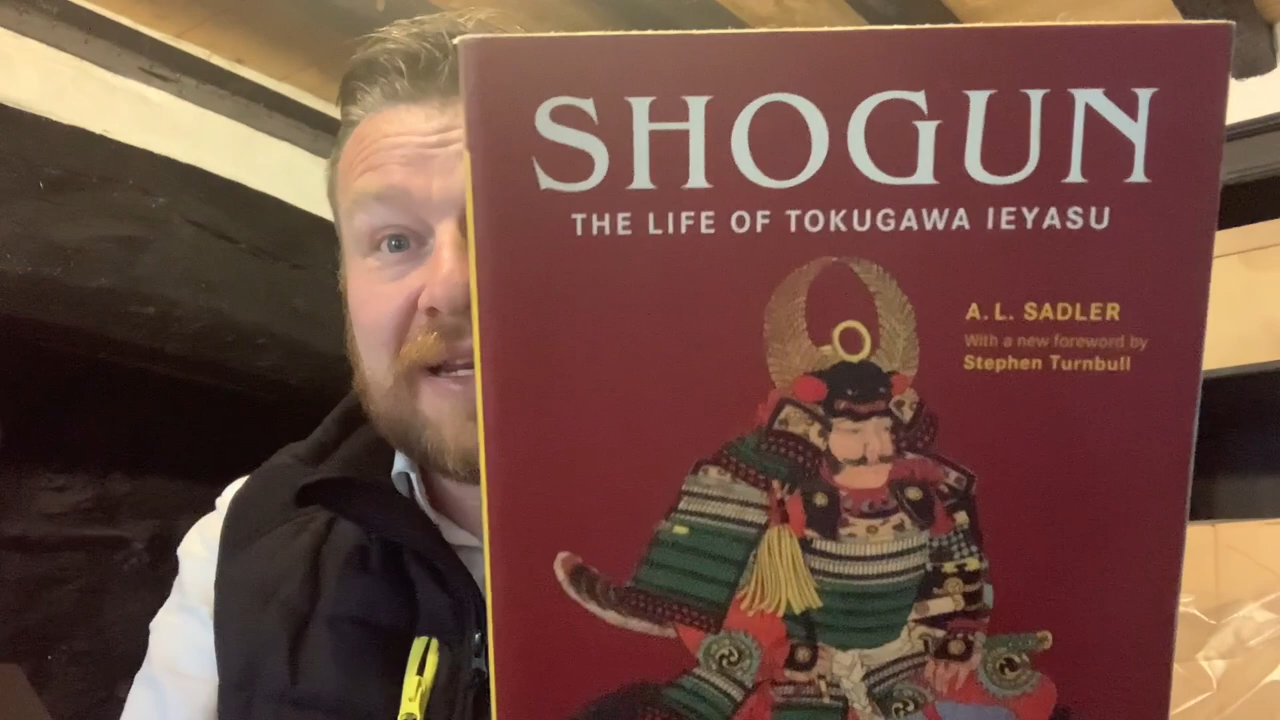 SHOGUN
THE LIFE OF TOKUGAWA IEYASU
A. L. SADLER
With a new foreword by
Stephen Turnbull